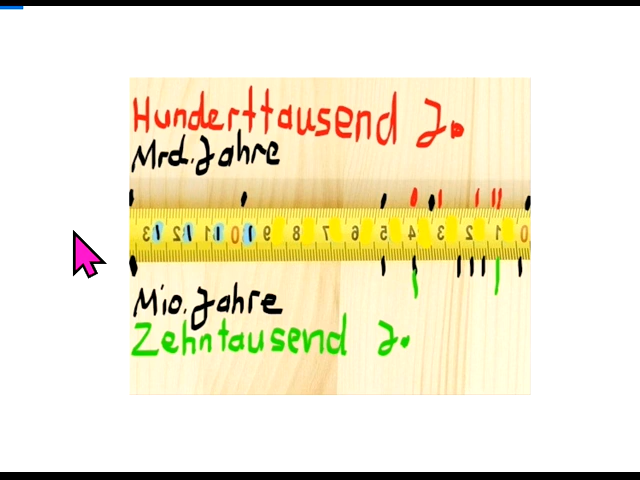 Hunderttausend J.
Mrd. Jahre
13 12 11 10 9 8 7 6 5 4 3 2 1 0
Mio. Jahre
Zehntausend J.